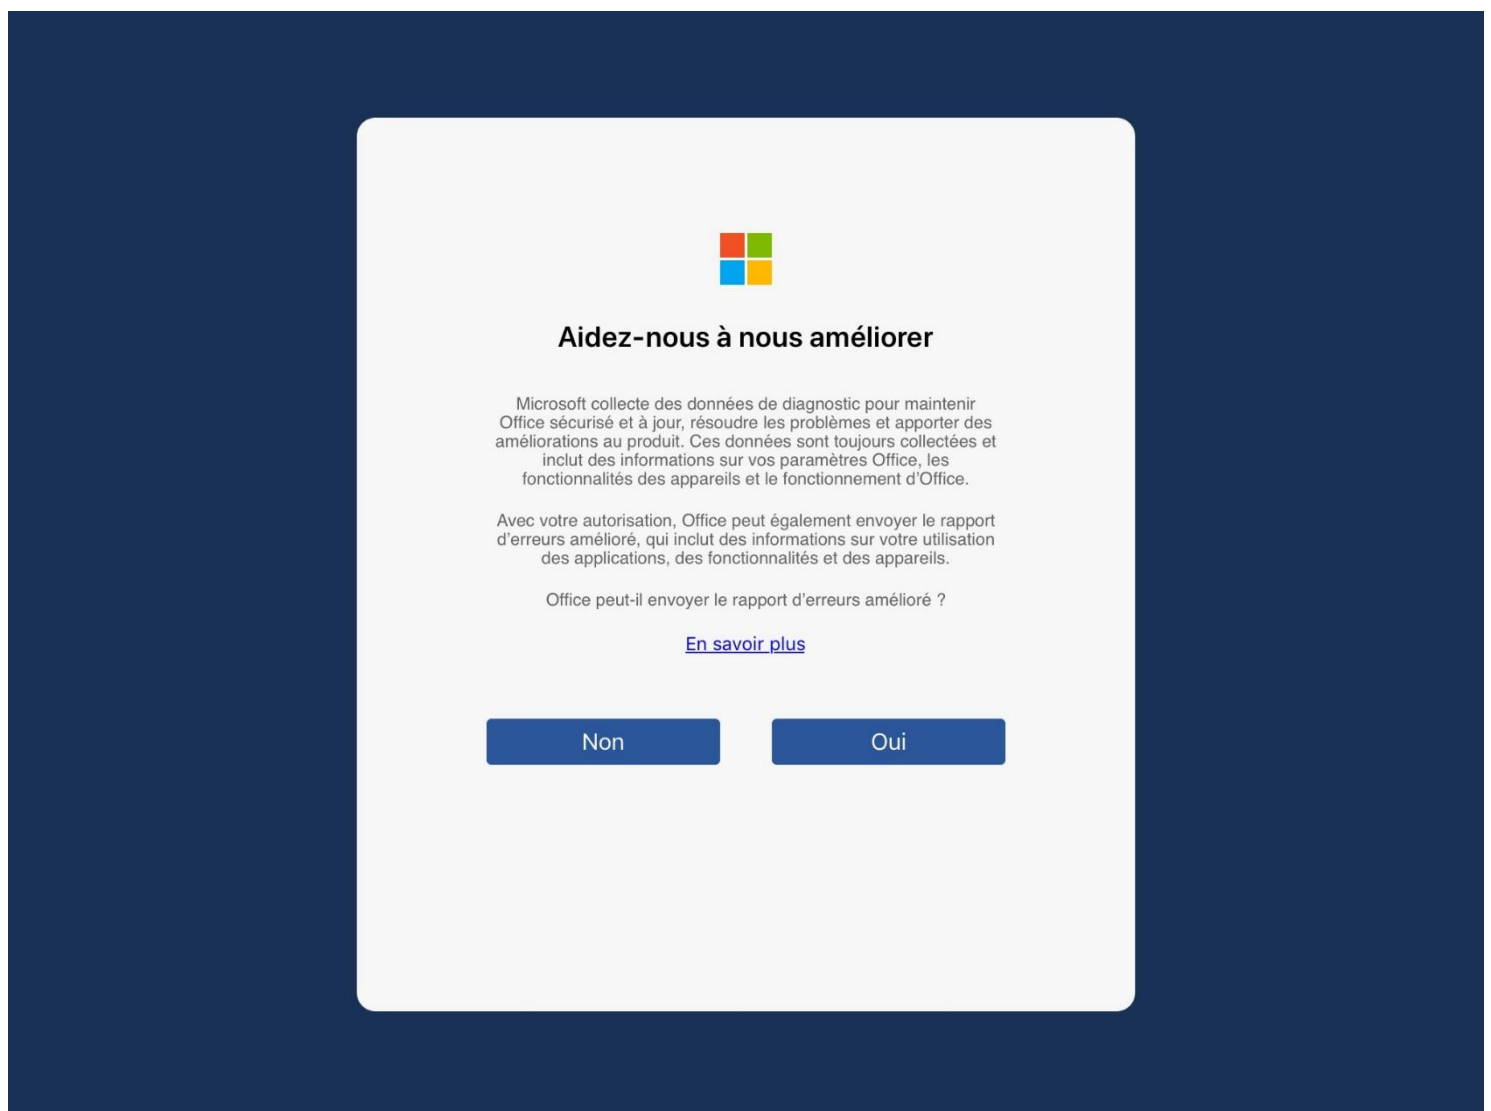 Aidez-nous à nous améliorer
Microsoft collecte des données de diagnostic pour maintenir
Office sécurisé et à jour, résoudre les problèmes et apporter des
améliorations au produit. Ces données sont toujours collectées et
inclut des informations sur vos paramètres Office, les
fonctionnalités des appareils et le fonctionnement d’Office.
Avec votre autorisation, Office peut également envoyer le rapport
d’erreurs amélioré, qui inclut des informations sur votre utilisation
des applications, des fonctionnalités et des appareils.
Office peut-il envoyer le rapport d’erreurs amélioré ?
En savoir plus
Non
Oui